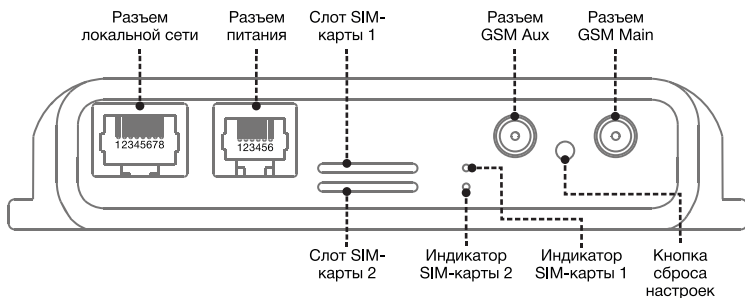 Разъем
локальной сети
Разъем
питания
Слот SIM-
карты 1
Разъем
GSM Aux
Разъем
GSM Main
12345678
123456
Слот SIM-
карты 2
Индикатор
SIM-карты 2
Индикатор
SIM-карты 1
Кнопка
сброса
настроек